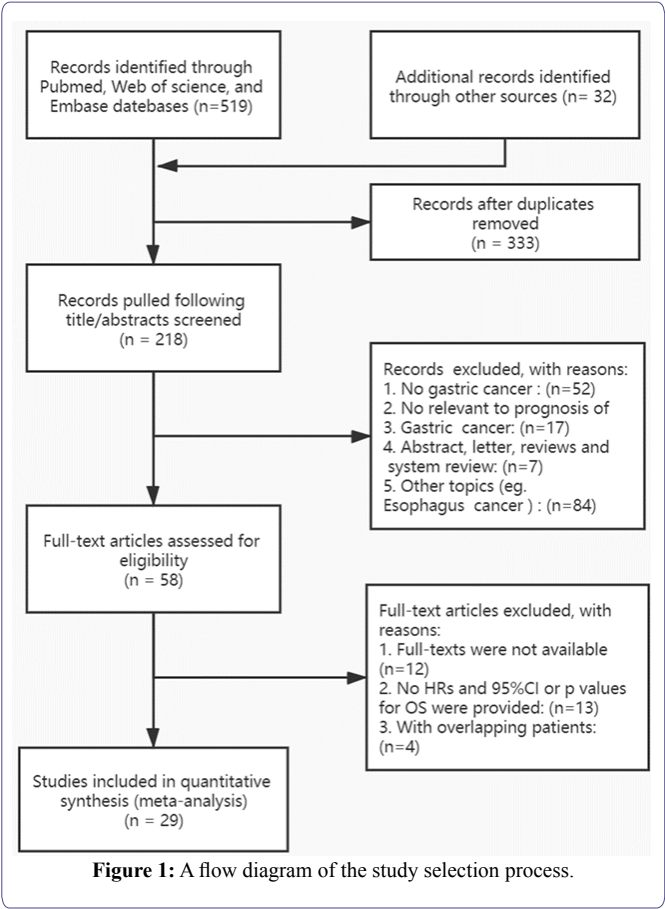 Records identified through
Pubmed, Web of science, and
Embase datebases (n=519)
Additional records identified
through other sources (n= 32)
Records after duplicates
removed
(n = 333)
Records pulled following
title/abstracts screened
(n = 218)
Records excluded, with reasons:
1. No gastric cancer : (n=52)
2. No relevant to prognosis of
3. Gastric cancer: (n=17)
4. Abstract, letter, reviews and
system review: (n=7)
5. Other topics (eg.
Esophagus cancer ) : (n=84)
Full-text articles assessed for
eligibility
(n = 58)
Full-text articles excluded, with
reasons:
1. Full-texts were not available
(n=12)
2. No HRs and 95%CI or p values
for OS were provided: (n=13)
3. With overlapping patients:
(n=4)
Studies included in quantitative
synthesis (meta-analysis)
(n = 29)
Figure 1: A flow diagram of the study selection process.